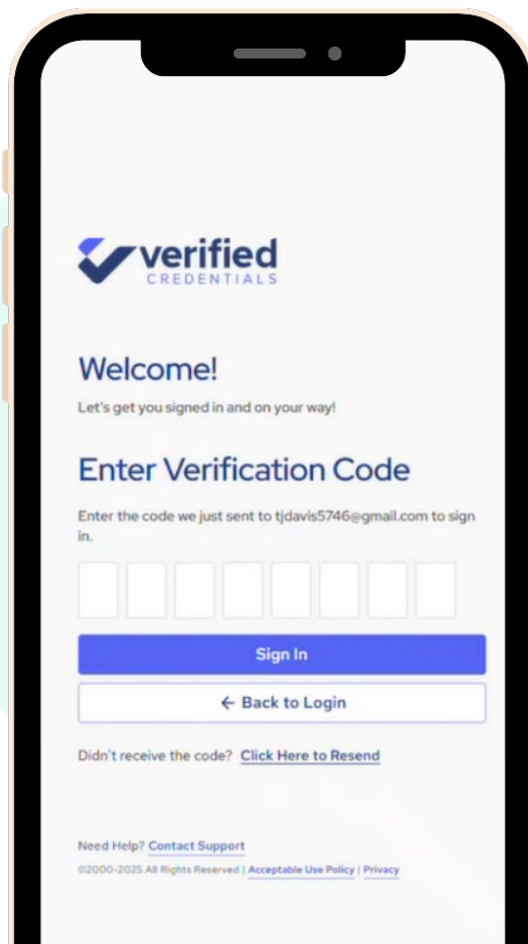 verified
CREDENTIALS
Welcome!
Let's get you signed in and on your way!
Enter Verification Code
Enter the code we just sent to tjdavis5746@gmail.com to sign
in.
Sign In
← Back to Login
Didn't receive the code? Click Here to Resend
Need Help? Contact Support
©2000-2025 All Rights Reserved | Acceptable Use Policy | Privacy